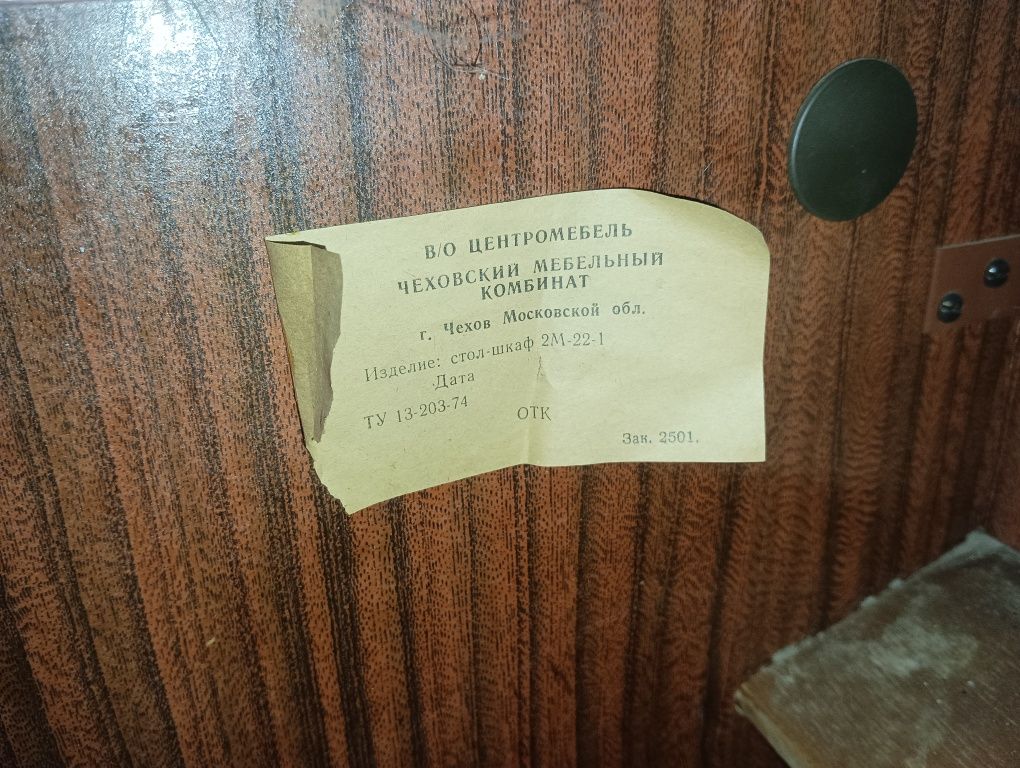 В/О ЦЕНТРОМЕБЕЛЬ
ЧЕХОВСКИЙ МЕБЕЛЬНЫЙ
КОМБИНАТ
г. Чехов Московской обл.
Изделие: стол-шкаф 2М-22-1
Дата
ТУ 13-203-74 ОТК
Зак. 2501.